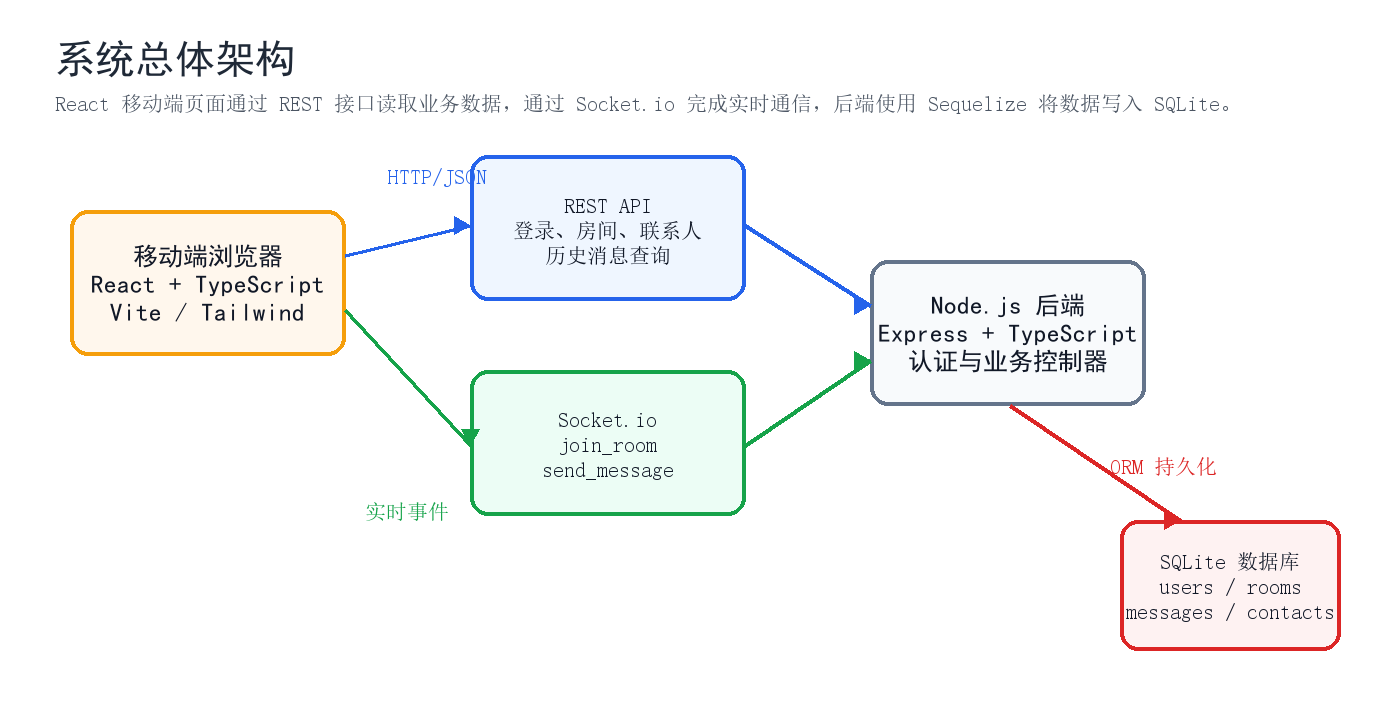 系统总体架构
React 移动端页面通过 REST 接口读取业务数据，通过 Socket.io 完成实时通信，后端使用 Sequelize 将数据写入 SQLite。
HTTP/JSON
REST API
登录、房间、联系人
历史消息查询
移动端浏览器
React + TypeScript
Vite / Tailwind
Node.js 后端
Express + TypeScript
认证与业务控制器
Socket.io
join_room
send_message
实时事件
ORM 持久化
SQLite 数据库
users / rooms
messages / contacts